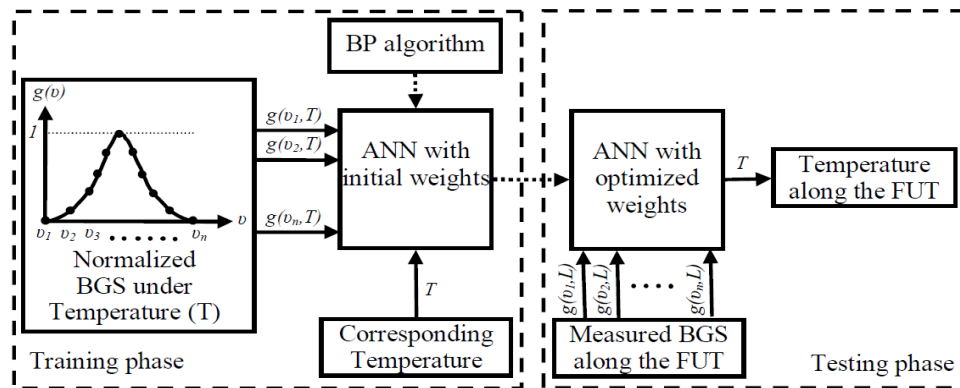 BP algorithm
g(υ)
1
υ1 υ2 υ3 υn υ
Normalized
BGS under
Temperature (T)
g(υ1,T)
g(υ2,T)
g(υn,T)
ANN with
initial weights
T
Corresponding
Temperature
Training phase
ANN with
optimized
weights
T
Temperature
along the FUT
g(υ1,L)
g(υ2,L)
g(υn,L)
Measured BGS
along the FUT
Testing phase